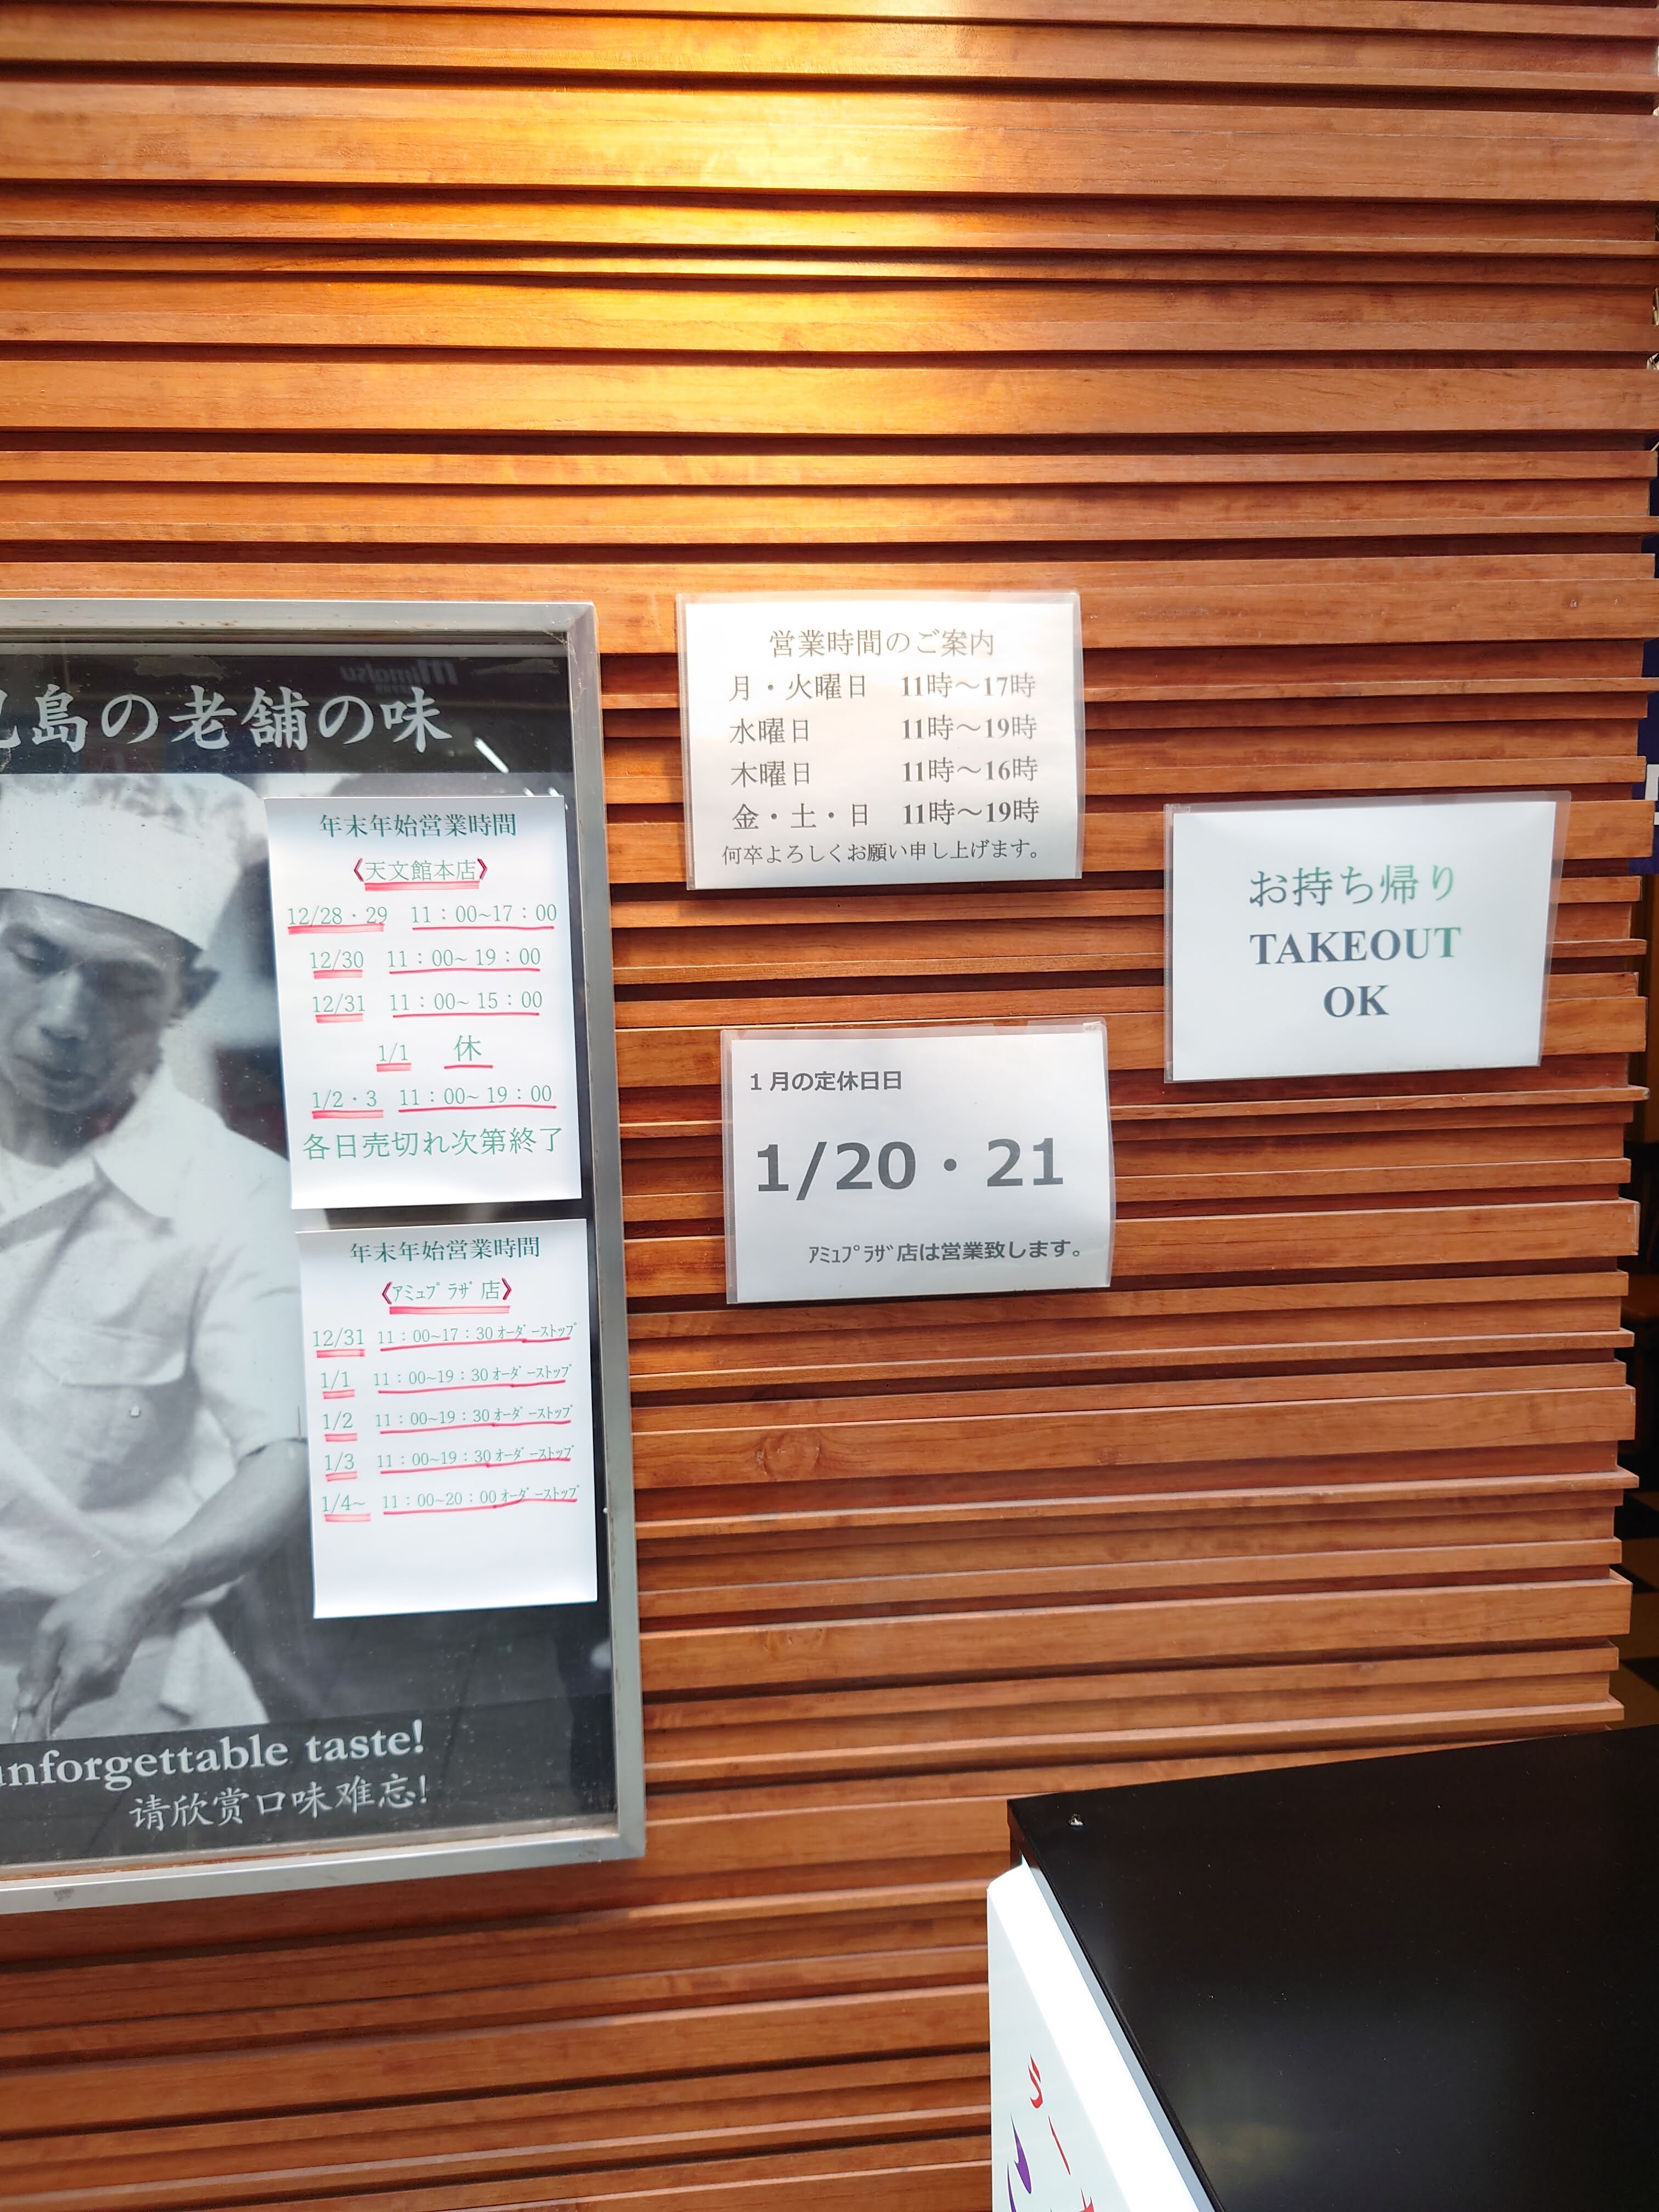 島の老舗の味
年末年始営業時間
《天文館本店》
12/28・29 11：00~17：00
12/30 11：00~ 19：00
12/31 11：00~ 15：00
1/1 休
1/2・3 11：00~ 19：00
各日売切れ次第終了
年末年始営業時間
《ｱﾐｭﾌﾟﾗｻﾞ店》
12/31 11：00~17：30ｵｰﾀﾞｰｽﾄｯﾌﾟ
1/1 11：00~19：30ｵｰﾀﾞｰｽﾄｯﾌﾟ
1/2 11：00~19：30ｵｰﾀﾞｰｽﾄｯﾌﾟ
1/3 11：00~19：30ｵｰﾀﾞｰｽﾄｯﾌﾟ
1/4~ 11：00~20：00ｵｰﾀﾞｰｽﾄｯﾌﾟ
unforgettable taste!
请欣赏口味难忘!
営業時間のご案内
月・火曜日 11時～17時
水曜日 11時～19時
木曜日 11時～16時
金・土・日 11時～19時
何卒よろしくお願い申し上げます。
1月の定休日日
1/20・21
ｱﾐｭﾌﾟﾗｻﾞ店は営業致します。
お持ち帰り
TAKEOUT
OK